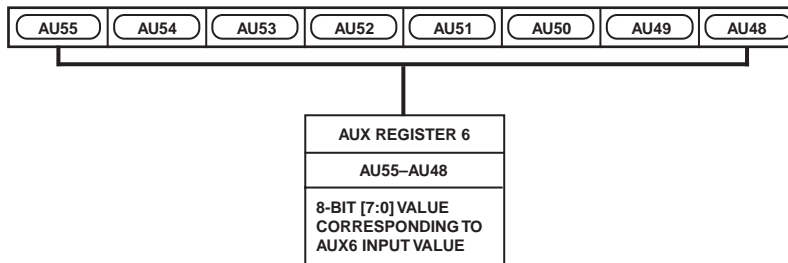 AU55 AU54 AU53 AU52 AU51 AU50 AU49 AU48
AUX REGISTER 6
AU55–AU48
8-BIT [7:0] VALUE
CORRESPONDING TO
AUX6 INPUT VALUE